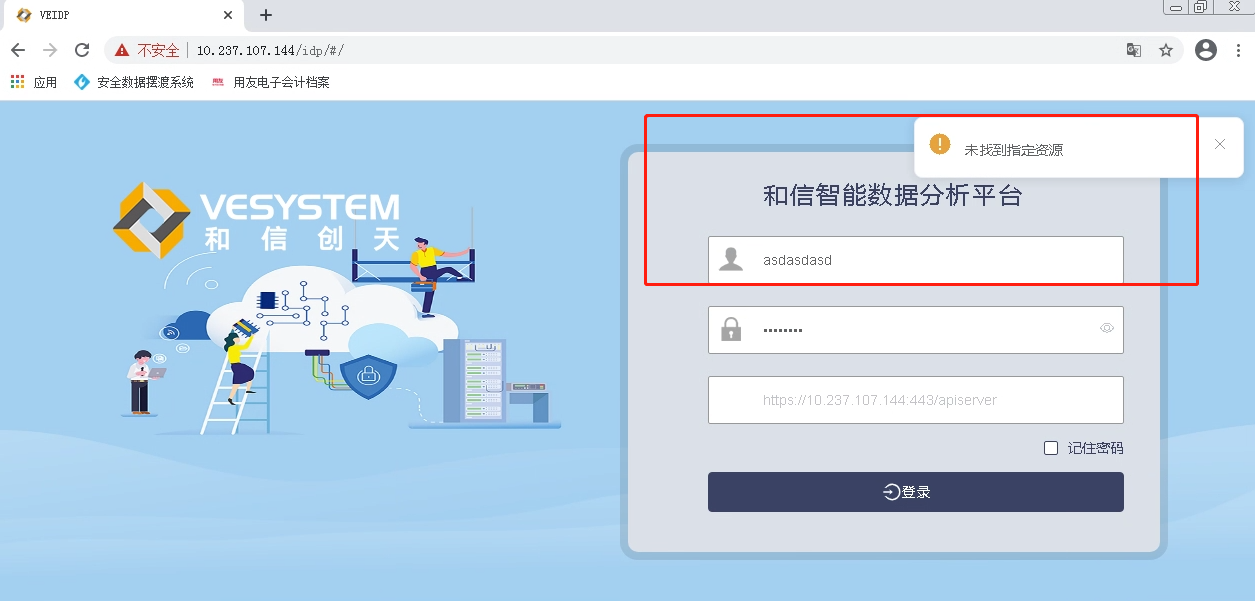 VEIDP
不安全
10.237.107.144/idp/#/
应用
安全数据摆渡系统
用友电子会计档案
未找到指定资源
VESYSTEM
和信创天
和信智能数据分析平台
asdasdasd
••••••••
https://10.237.107.144:443/apiserver
记住密码
登录